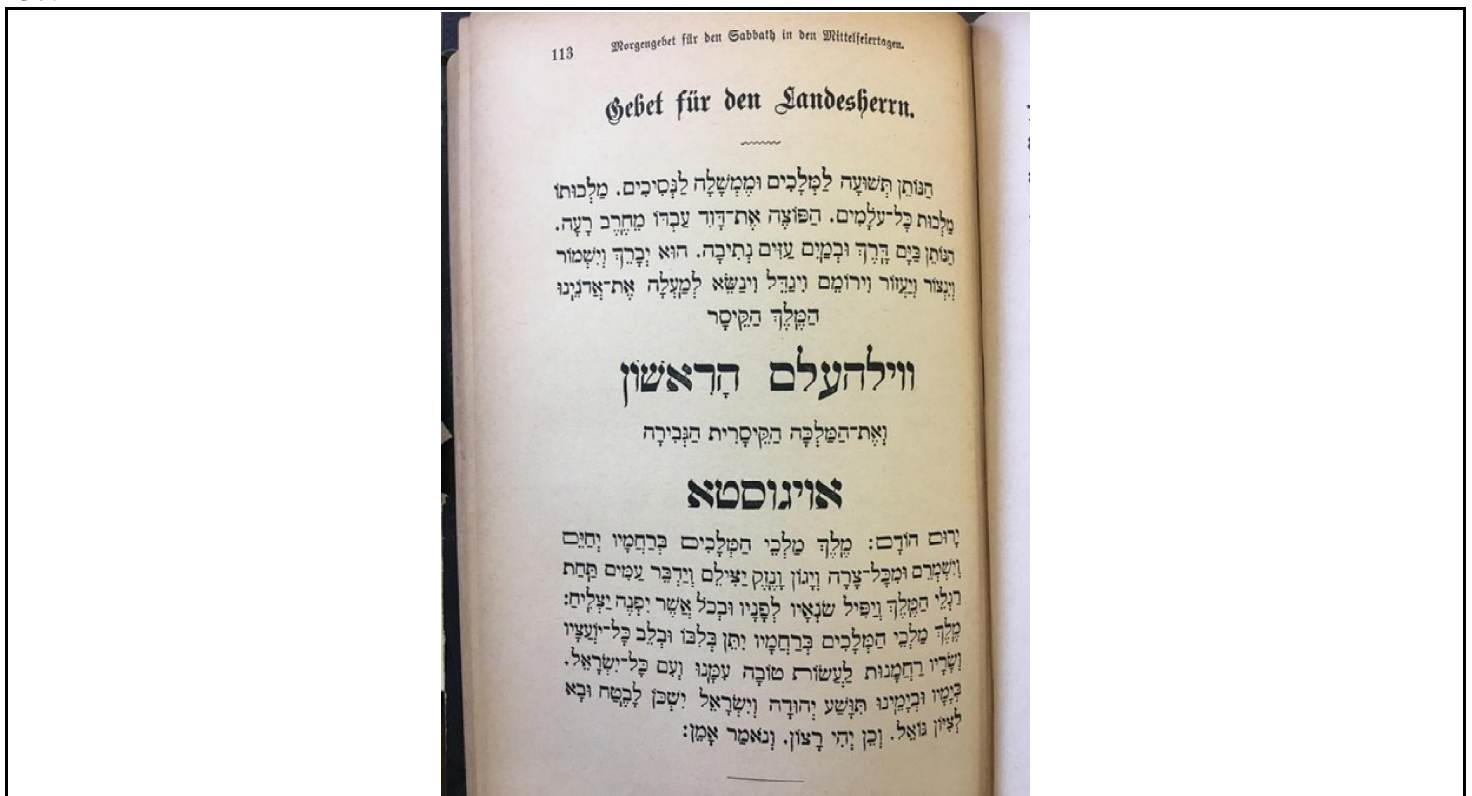 113
Morgengebet für den Sabbath in den Mittelfeiertagen.
Gebet für den Landesherrn.
הַנּוֹתֵן תְּשׁוּעָה לַמְּלָכִים וּמֶמְשָׁלָה לַנְּסִיכִים. מַלְכוּתוֹ
מַלְכוּת כָּל־עֹלָמִים. הַפּוֹצֶה אֶת־דָּוִד עַבְדּוֹ מֵחֶרֶב רָעָה.
הַנּוֹתֵן בַּיָּם דֶּרֶךְ וּבְמַיִם עַזִּים נְתִיבָה. הוּא יְבָרֵךְ וְיִשְׁמוֹר
וְיִנְצוֹר וְיַעֲזוֹר וִירוֹמֵם וִיגַדֵּל וִינַשֵּׂא לְמַעְלָה אֶת־אֲדֹנֵינוּ
הַמֶּלֶךְ הַקֵּיסָר
ווילהעלם הָרִאשׁוֹן
וְאֶת־הַמַּלְכָּה הַקֵּיסָרִית הַגְּבִירָה
אויגוסטא
יָרוּם הוֹדָם: מֶלֶךְ מַלְכֵי הַמְּלָכִים בְּרַחֲמָיו יְחַיֵּם
וְיִשְׁמְרֵם וּמִכָּל־צָרָה וְיָגוֹן וָנֶזֶק יַצִּילֵם וְיַדְבֵּר עַמִּים תַּחַת
רַגְלֵי הַמֶּלֶךְ וְיַפִּיל שֹׂנְאָיו לְפָנָיו וּבְכֹל אֲשֶׁר יִפְנֶה יַצְלִיחַ:
מֶלֶךְ מַלְכֵי הַמְּלָכִים בְּרַחֲמָיו יִתֵּן בְּלִבּוֹ וּבְלֵב כָּל־יוֹעֲצָיו
וְשָׂרָיו רַחֲמָנוּת לַעֲשׂוֹת טוֹבָה עִמָּנוּ וְעִם כָּל־יִשְׂרָאֵל.
בְּיָמָיו וּבְיָמֵינוּ תִּוָּשַׁע יְהוּדָה וְיִשְׂרָאֵל יִשְׁכֹּן לָבֶטַח וּבָא
לְצִיּוֹן גּוֹאֵל. וְכֵן יְהִי רָצוֹן. וְנֹאמַר אָמֵן: